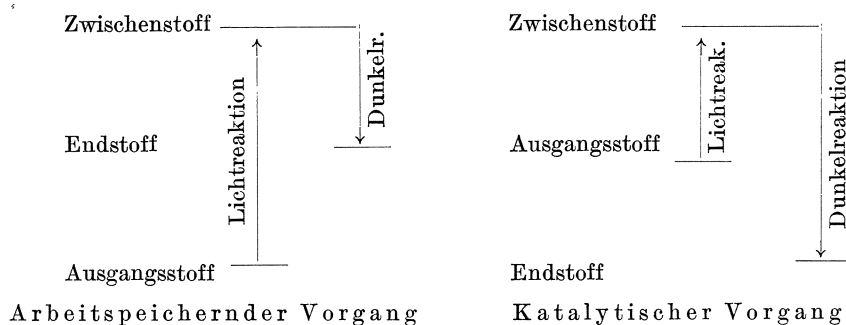 Zwischenstoff
Dunkelr.
Lichtreaktion
Endstoff
Ausgangsstoff
Arbeitspeichernder Vorgang
Zwischenstoff
Lichtreak.
Dunkelreaktion
Ausgangsstoff
Endstoff
Katalytischer Vorgang